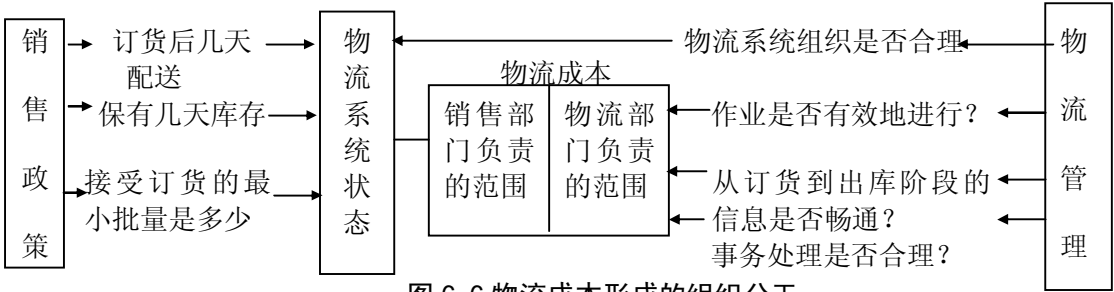 销售政策
订货后几天
配送
保有几天库存
接受订货的最
小批量是多少
物流系统状态
物流成本
销售部
门负责
的范围
物流部
门负责
的范围
物流系统组织是否合理
作业是否有效地进行?
从订货到出库阶段的
信息是否畅通?
事务处理是否合理?
物流管理
图 6-6 物流成本形成的组织分工